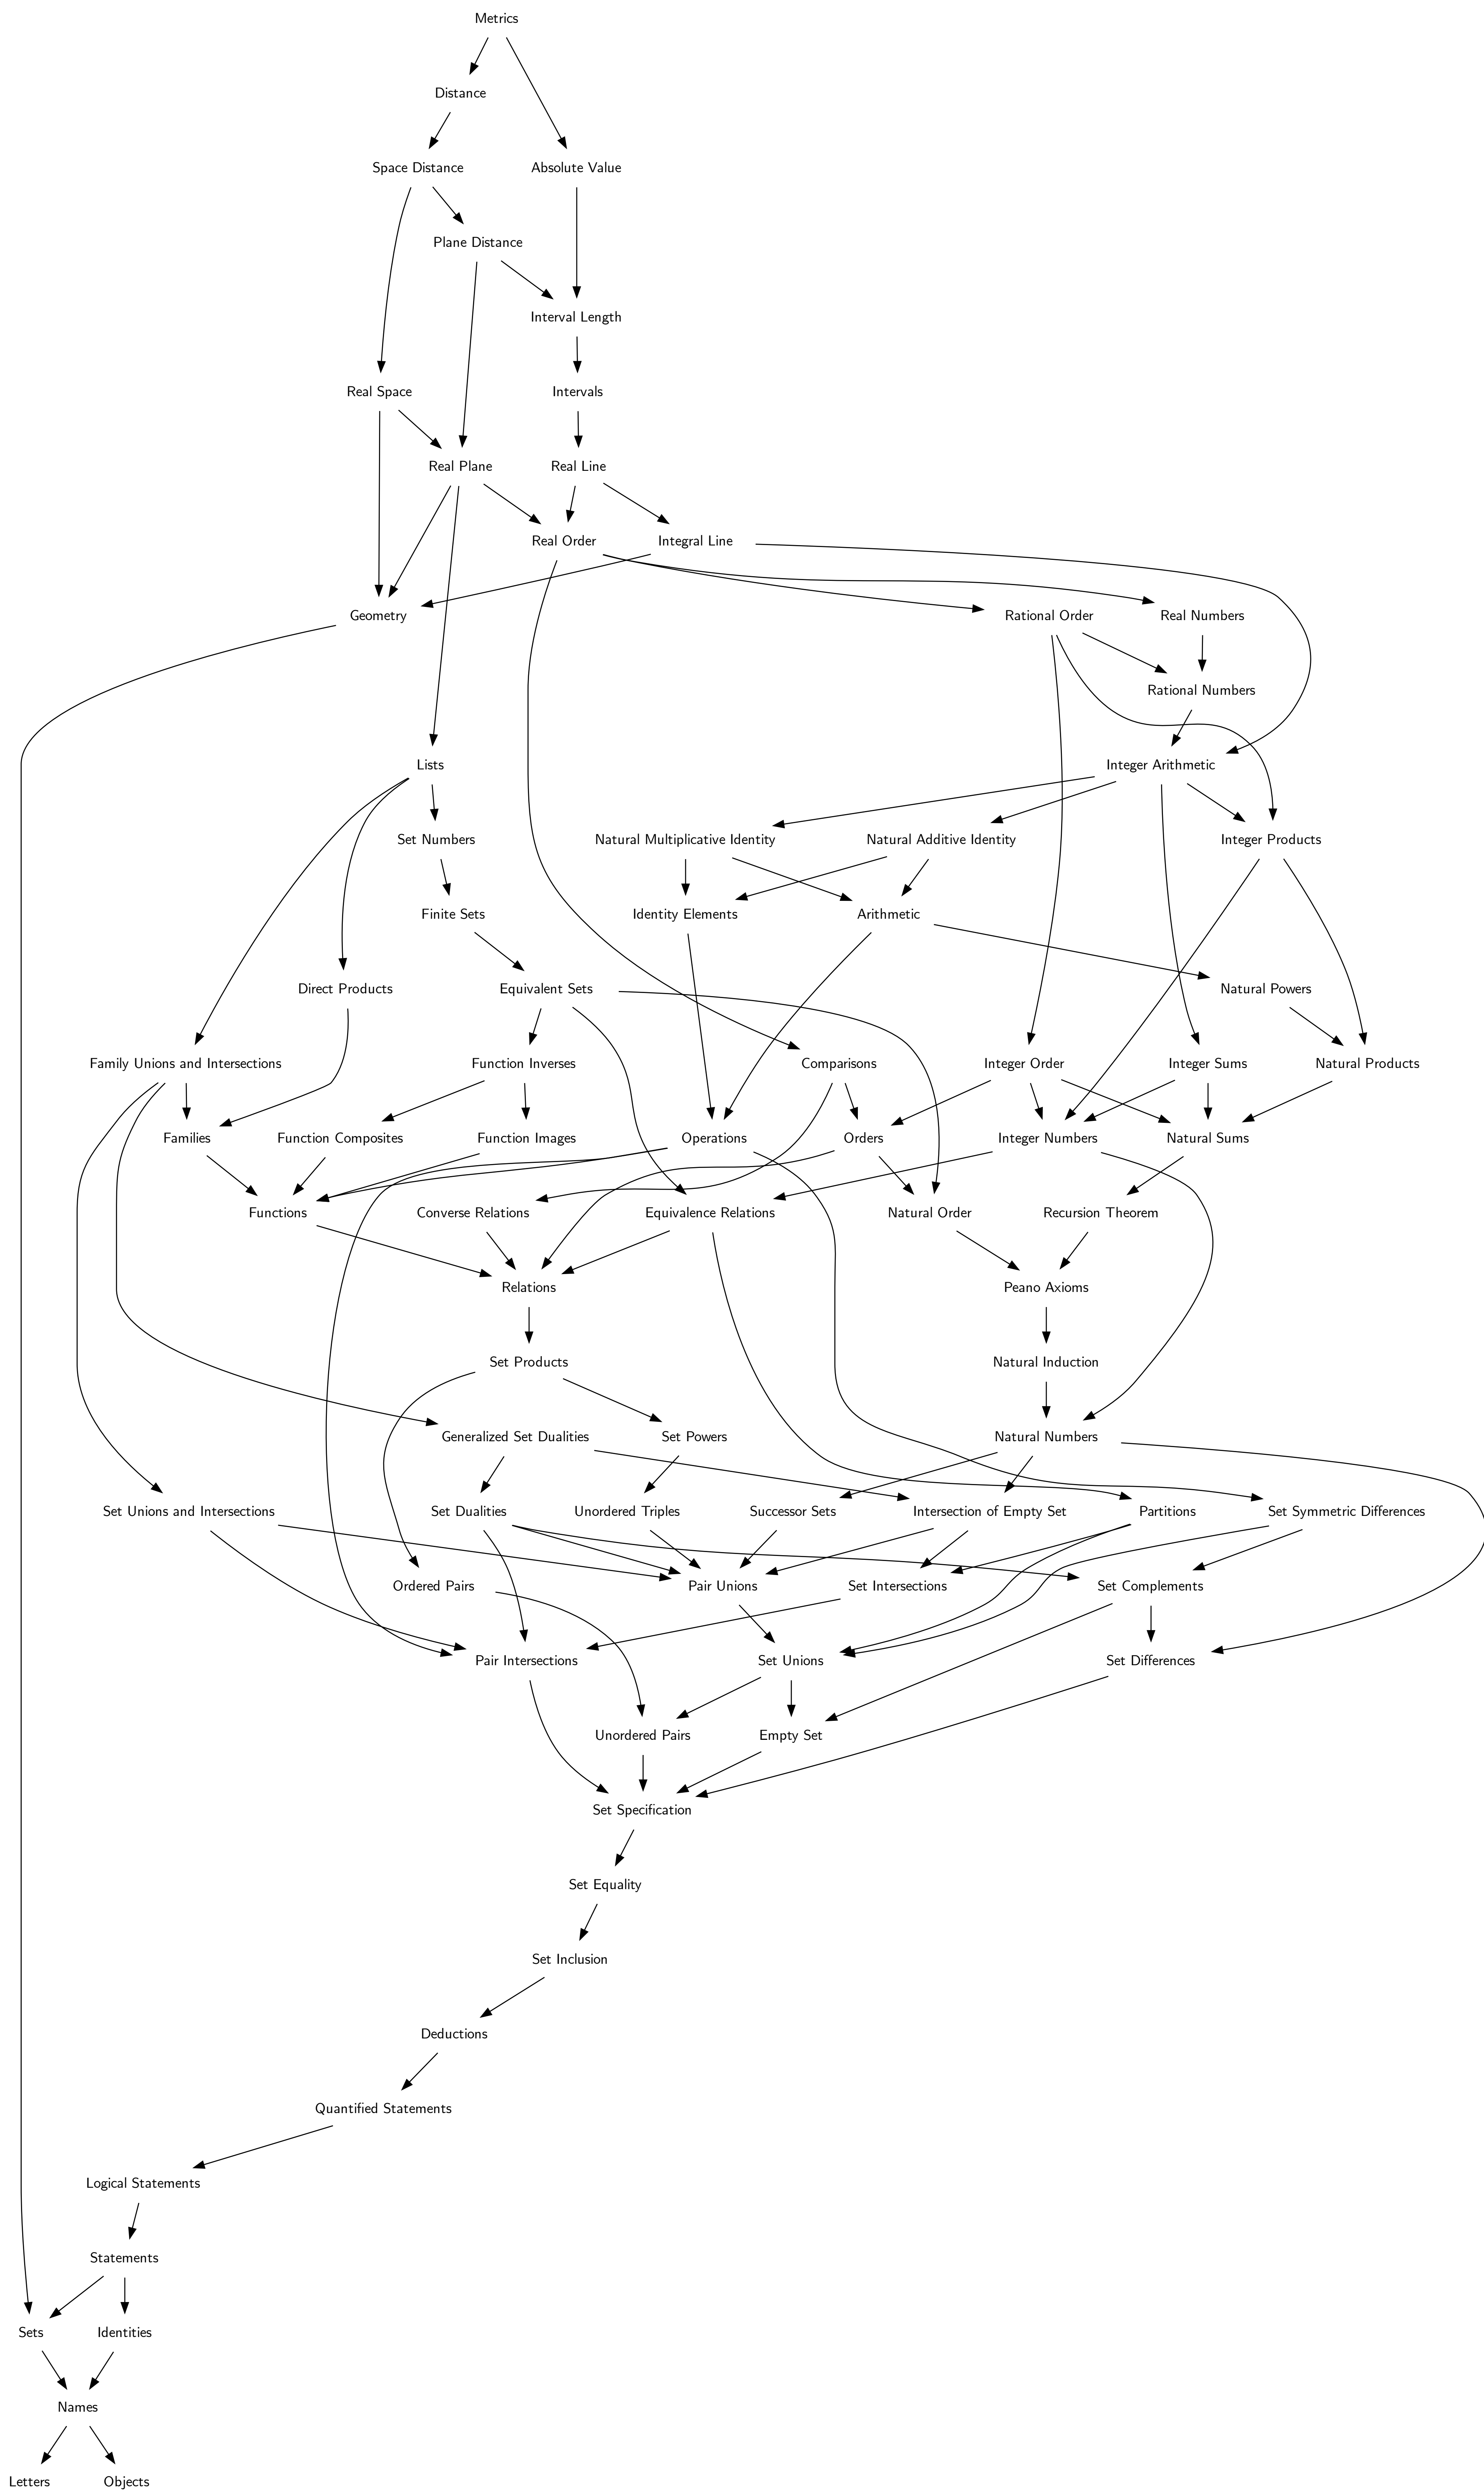 Metrics
Distance
Space Distance
Absolute Value
Plane Distance
Interval Length
Real Space
Intervals
Real Plane
Real Line
Real Order
Integral Line
Geometry
Rational Order
Real Numbers
Rational Numbers
Lists
Integer Arithmetic
Set Numbers
Natural Multiplicative Identity
Natural Additive Identity
Integer Products
Finite Sets
Identity Elements
Arithmetic
Direct Products
Equivalent Sets
Natural Powers
Family Unions and Intersections
Function Inverses
Comparisons
Integer Order
Integer Sums
Natural Products
Families
Function Composites
Function Images
Operations
Orders
Integer Numbers
Natural Sums
Functions
Converse Relations
Equivalence Relations
Natural Order
Recursion Theorem
Relations
Peano Axioms
Set Products
Natural Induction
Generalized Set Dualities
Set Powers
Natural Numbers
Set Unions and Intersections
Set Dualities
Unordered Triples
Successor Sets
Intersection of Empty Set
Partitions
Set Symmetric Differences
Ordered Pairs
Pair Unions
Set Intersections
Set Complements
Pair Intersections
Set Unions
Set Differences
Unordered Pairs
Empty Set
Set Specification
Set Equality
Set Inclusion
Deductions
Quantified Statements
Logical Statements
Statements
Sets
Identities
Names
Letters
Objects